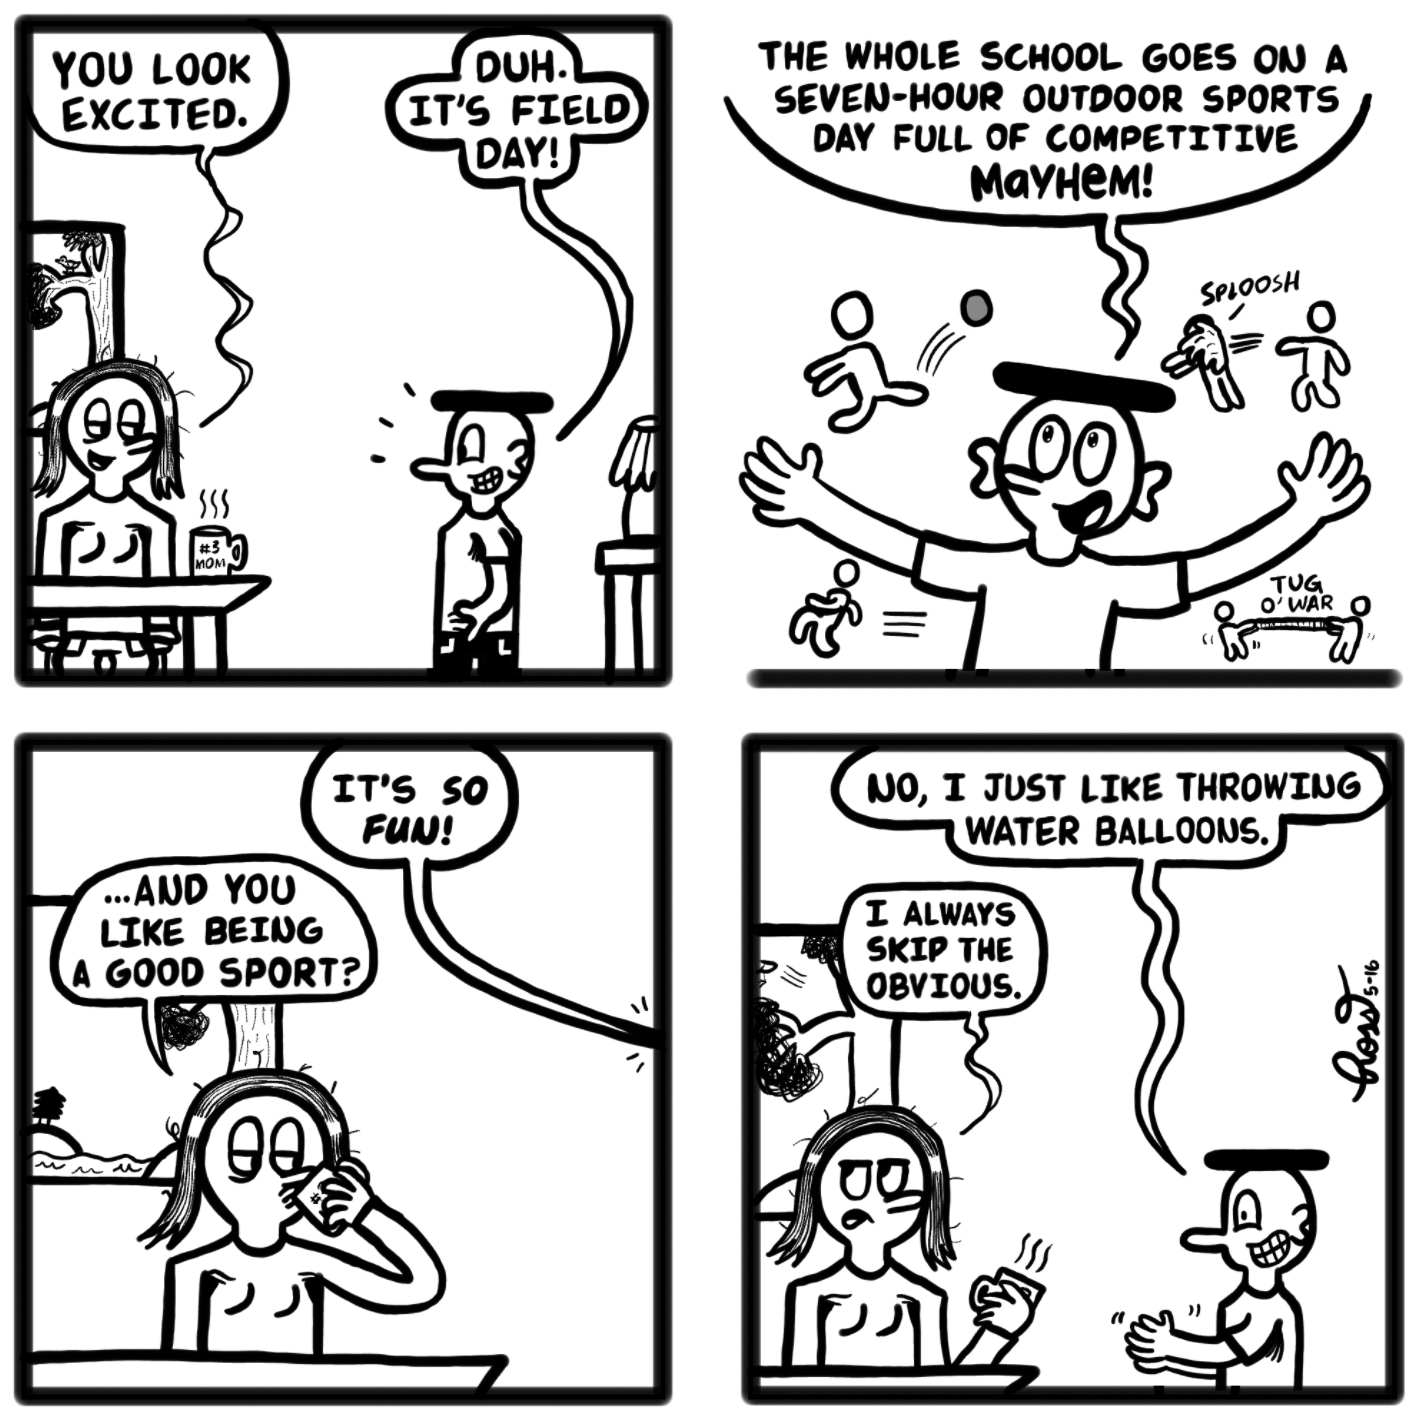 YOU LOOK
EXCITED.
DUH.
IT'S FIELD
DAY!
#3
MOM
THE WHOLE SCHOOL GOES ON A
SEVEN-HOUR OUTDOOR SPORTS
DAY FULL OF COMPETITIVE
MaYHeM!
SPLOOSH
TUG
O' WAR
IT'S SO
FUN!
...AND YOU
LIKE BEING
A GOOD SPORT?
#
NO, I JUST LIKE THROWING
WATER BALLOONS.
I ALWAYS
SKIP THE
OBVIOUS.
Ross 5-16